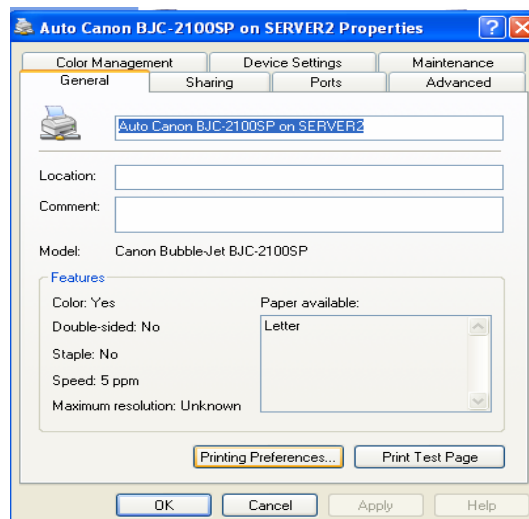 Auto Canon BJC-2100SP on SERVER2 Properties
Color Management Device Settings Maintenance
General Sharing Ports Advanced
Auto Canon BJC-2100SP on SERVER2
Location:
Comment:
Model: Canon Bubble-Jet BJC-2100SP
Features
Color: Yes Paper available:
Double-sided: No Letter
Staple: No
Speed: 5 ppm
Maximum resolution: Unknown
Printing Preferences... Print Test Page
OK Cancel Apply Help